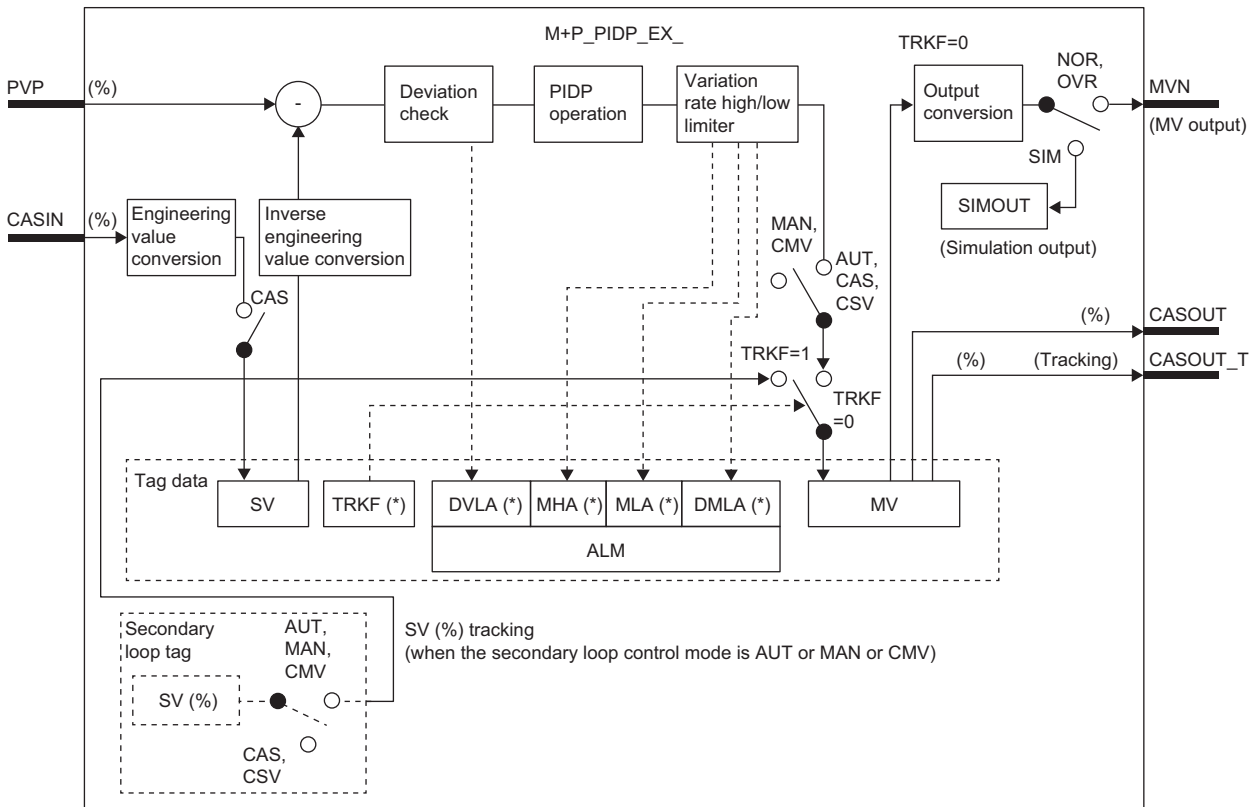 M+P_PIDP_EX_
TRKF=0
NOR,
OVR
PVP
(%)
-
Deviation
check
PIDP
operation
Variation
rate high/low
limiter
Output
conversion
MVN
(MV output)
SIM
SIMOUT
(Simulation output)
CASIN
(%)
Engineering
value
conversion
Inverse
engineering
value conversion
CAS
MAN,
CMV
AUT,
CAS,
CSV
(%)
CASOUT
TRKF=1
(%)
(Tracking)
CASOUT_T
TRKF
=0
Tag data
SV
TRKF (*)
DVLA (*)
MHA (*)
MLA (*)
DMLA (*)
MV
ALM
Secondary
loop tag
AUT,
MAN,
CMV
SV (%)
CAS,
CSV
SV (%) tracking
(when the secondary loop control mode is AUT or MAN or CMV)